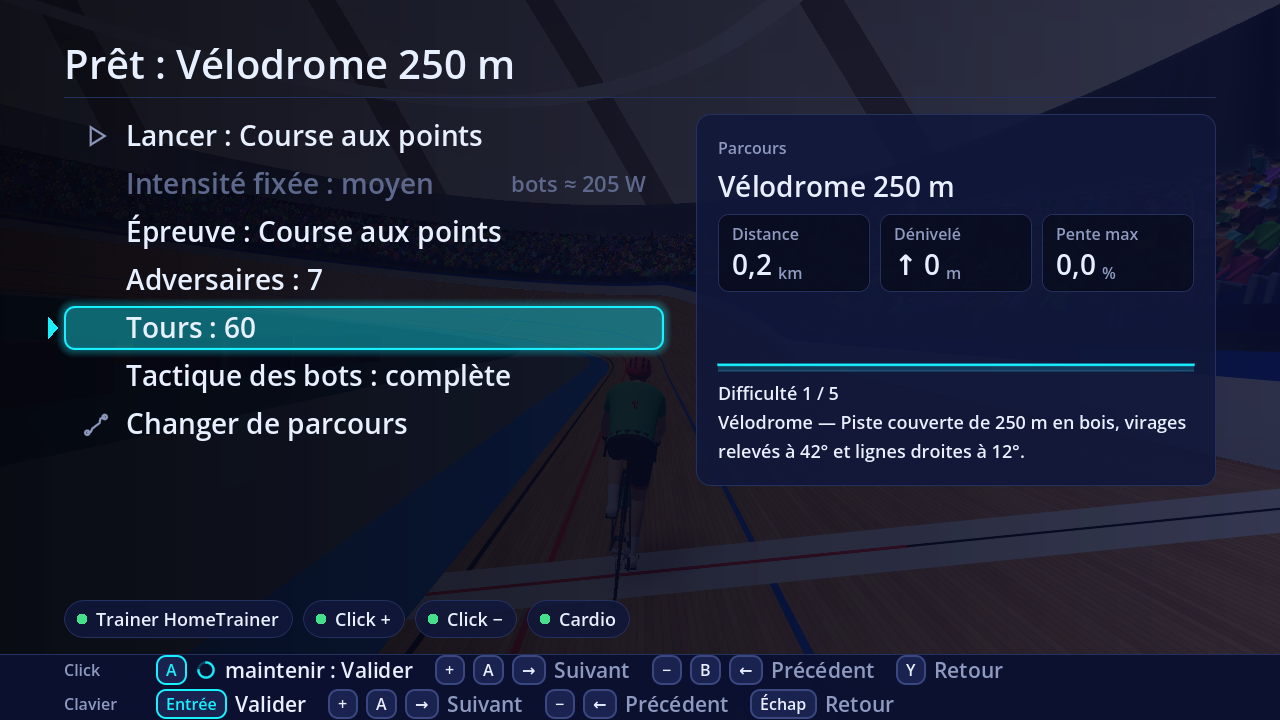 Prêt : Vélodrome 250 m
Lancer : Course aux points
Intensité fixée : moyen bots ≈ 205 W
Épreuve : Course aux points
Adversaires : 7
Tours : 60
Tactique des bots : complète
Changer de parcours
Parcours
Vélodrome 250 m
Distance Dénivelé Pente max
0,2 km ↑ 0 m 0,0 %
Difficulté 1 / 5
Vélodrome — Piste couverte de 250 m en bois, virages
relevés à 42° et lignes droites à 12°.
Trainer HomeTrainer Click + Click − Cardio
Click A maintenir : Valider + A → Suivant − B ← Précédent Y Retour
Clavier Entrée Valider + A → Suivant − ← Précédent Échap Retour